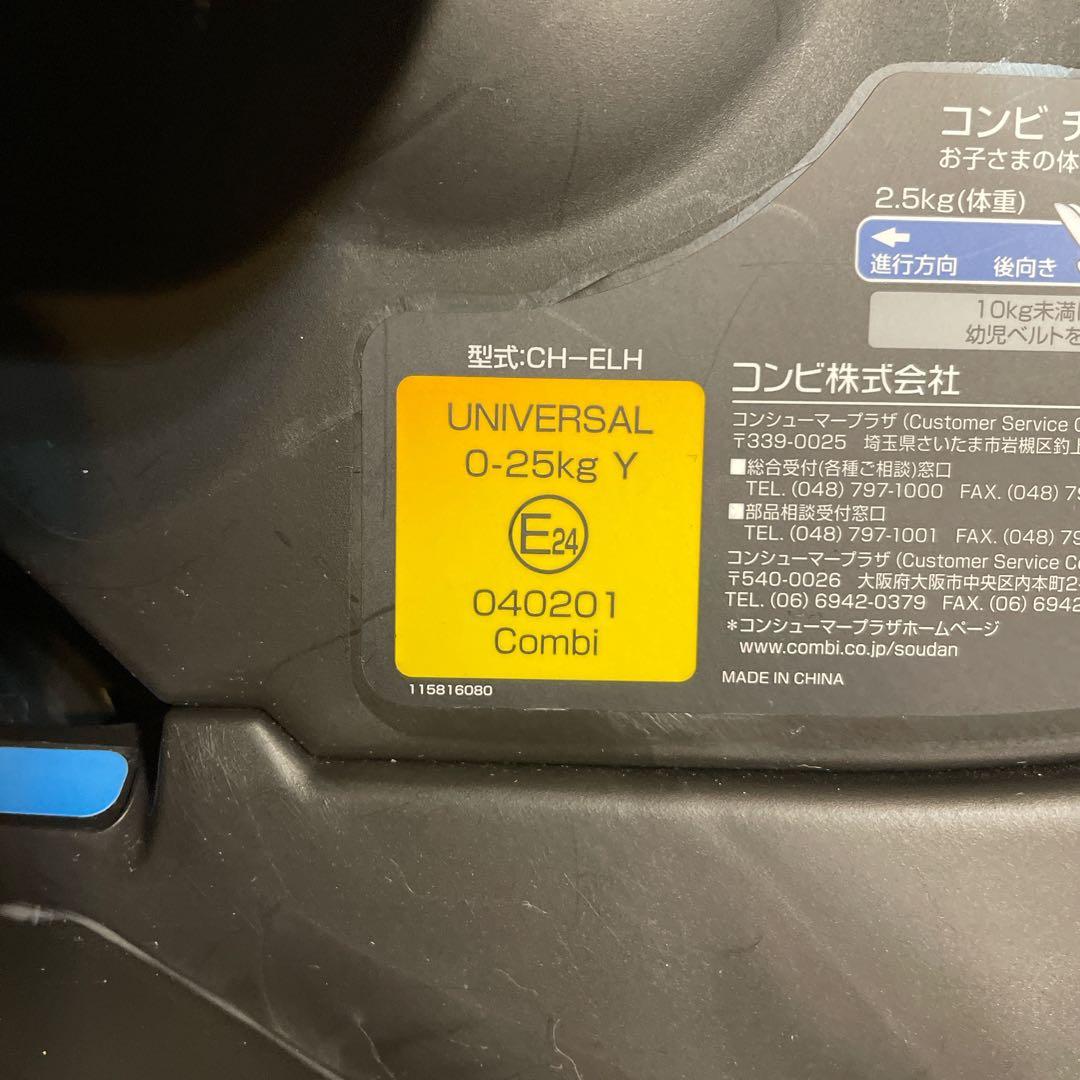 コンビ チ
お子さまの体
2.5kg(体重)
進行方向 後向き
10kg未満
幼児ベルトを
型式:CH-ELH
UNIVERSAL
0-25kg Y
E24
040201
Combi
115816080
コンビ株式会社
コンシューマープラザ (Customer Service C
〒339-0025 埼玉県さいたま市岩槻区釣上
■総合受付(各種ご相談)窓口
TEL. (048) 797-1000 FAX. (048) 79
■部品相談受付窓口
TEL. (048) 797-1001 FAX. (048) 79
コンシューマープラザ (Customer Service Ce
〒540-0026 大阪府大阪市中央区内本町2
TEL. (06) 6942-0379 FAX. (06) 6942
*コンシューマープラザホームページ
www.combi.co.jp/soudan
MADE IN CHINA